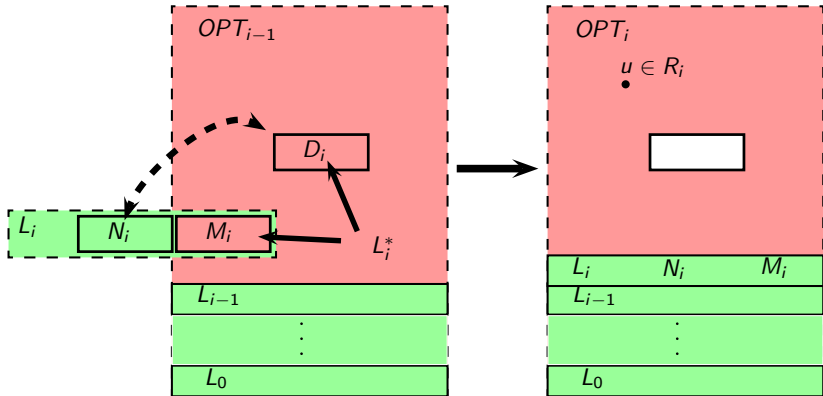 OPT_{i−1}
D_i
L_i N_i M_i
L_i^*
L_{i−1}
⋮
L_0
OPT_i
u ∈ R_i
L_i N_i M_i
L_{i−1}
⋮
L_0